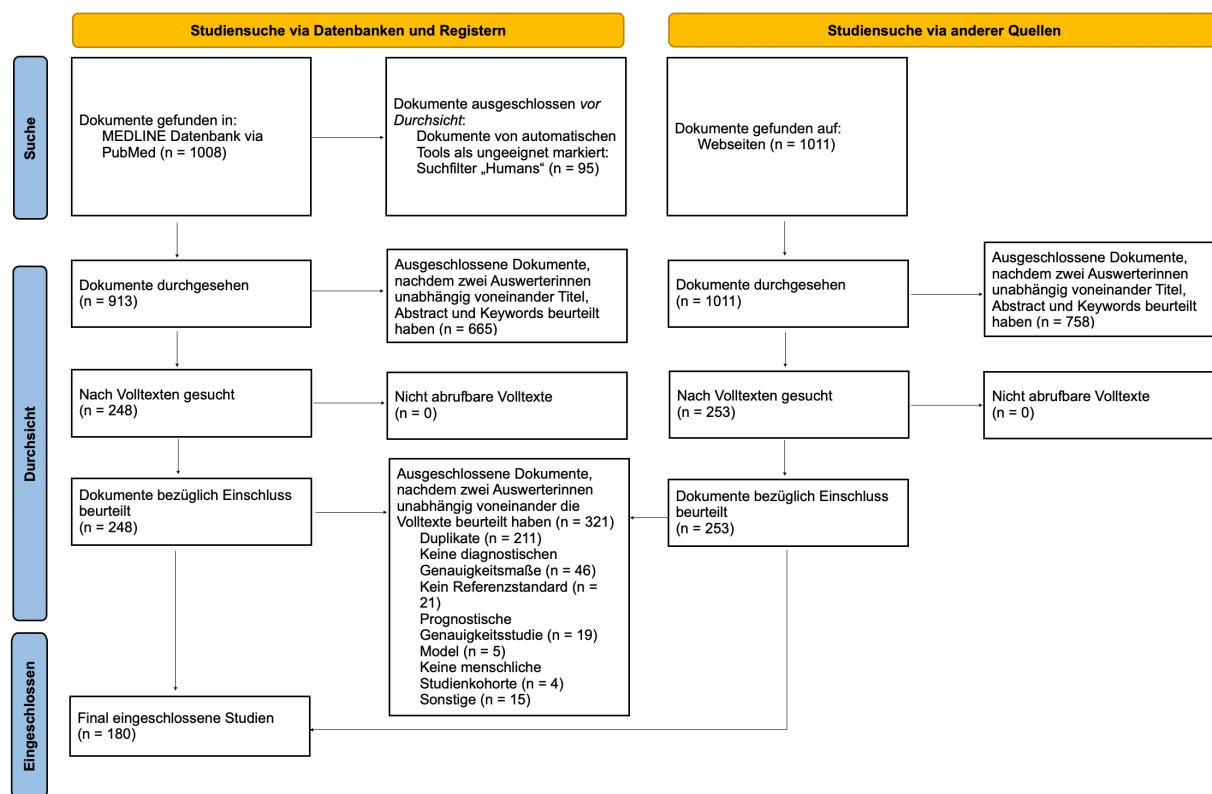 Studiensuche via Datenbanken und Registern
Studiensuche via anderer Quellen
Suche
Dokumente gefunden in:
MEDLINE Datenbank via
PubMed (n = 1008)
Dokumente ausgeschlossen vor
Durchsicht:
Dokumente von automatischen
Tools als ungeeignet markiert:
Suchfilter „Humans“ (n = 95)
Dokumente gefunden auf:
Webseiten (n = 1011)
Durchsicht
Dokumente durchgesehen
(n = 913)
Ausgeschlossene Dokumente,
nachdem zwei Auswerterinnen
unabhängig voneinander Titel,
Abstract und Keywords beurteilt
haben (n = 665)
Dokumente durchgesehen
(n = 1011)
Ausgeschlossene Dokumente,
nachdem zwei Auswerterinnen
unabhängig voneinander Titel,
Abstract und Keywords beurteilt
haben (n = 758)
Nach Volltexten gesucht
(n = 248)
Nicht abrufbare Volltexte
(n = 0)
Nach Volltexten gesucht
(n = 253)
Nicht abrufbare Volltexte
(n = 0)
Dokumente bezüglich Einschluss
beurteilt
(n = 248)
Ausgeschlossene Dokumente,
nachdem zwei Auswerterinnen
unabhängig voneinander die
Volltexte beurteilt haben (n = 321)
Duplikate (n = 211)
Keine diagnostischen
Genauigkeitsmaße (n = 46)
Kein Referenzstandard (n =
21)
Prognostische
Genauigkeitsstudie (n = 19)
Model (n = 5)
Keine menschliche
Studienkohorte (n = 4)
Sonstige (n = 15)
Dokumente bezüglich Einschluss
beurteilt
(n = 253)
Eingeschlossen
Final eingeschlossene Studien
(n = 180)